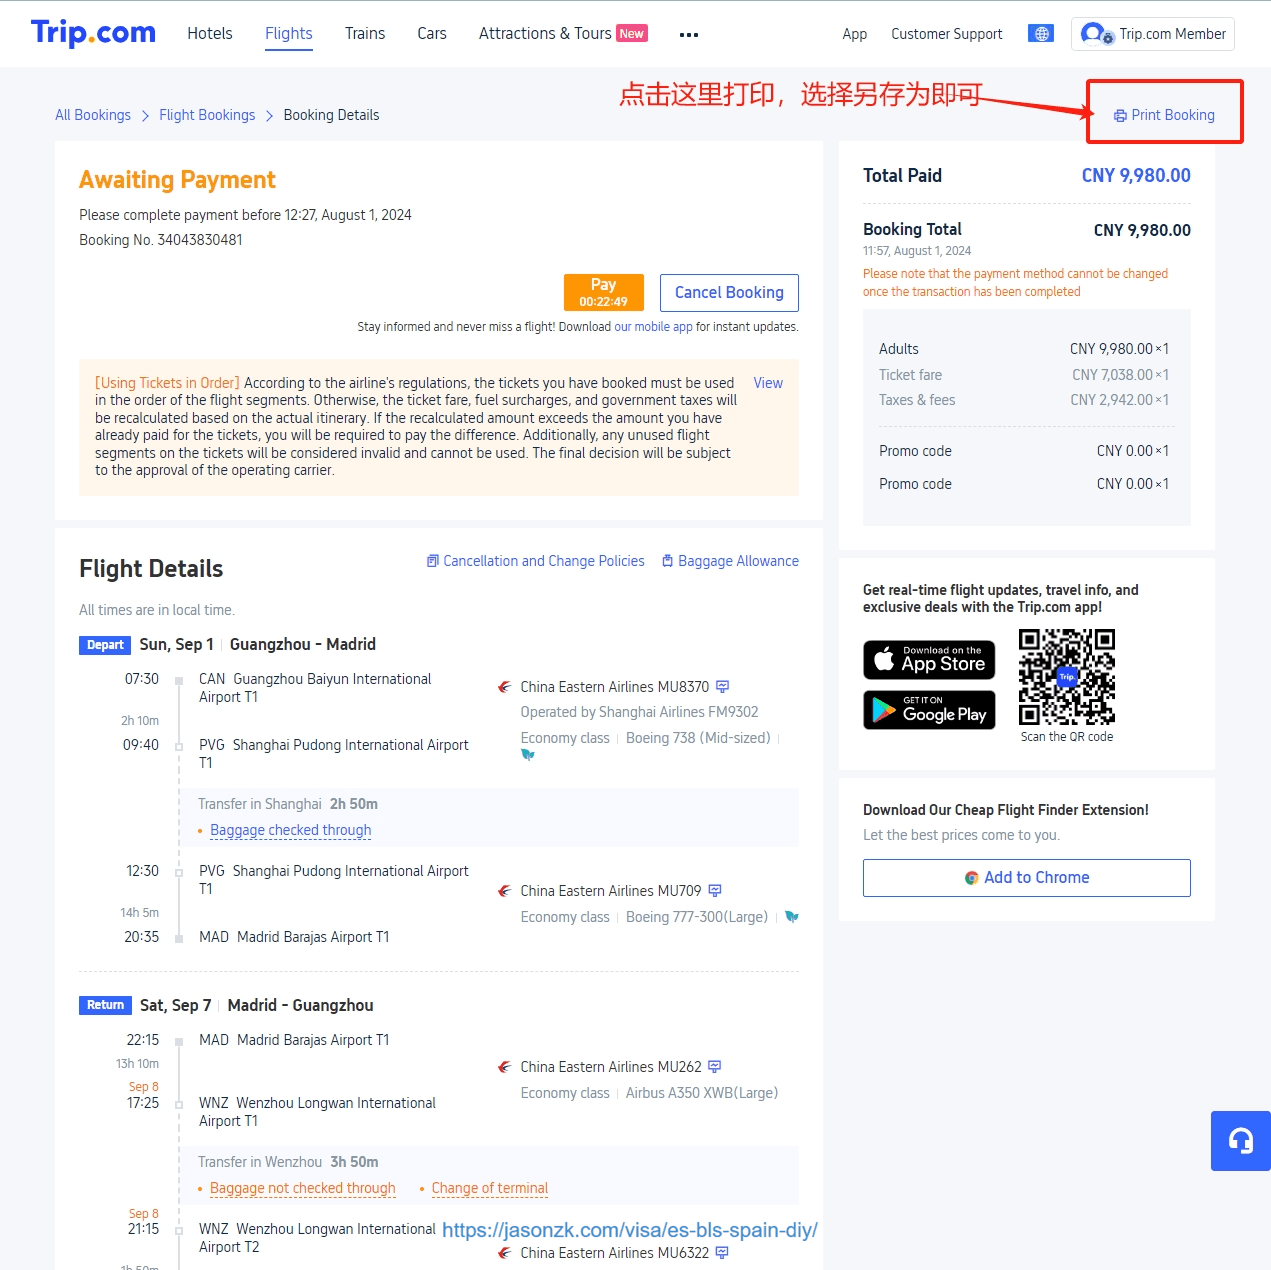 Trip.com
Hotels
Flights
Trains
Cars
Attractions & Tours New
App
Customer Support
Trip.com Member
点击这里打印，选择另存为即可
All Bookings > Flight Bookings > Booking Details
Print Booking
Awaiting Payment
Please complete payment before 12:27, August 1, 2024
Booking No. 34043830481
Pay
00:22:49
Cancel Booking
Stay informed and never miss a flight! Download our mobile app for instant updates.
[Using Tickets in Order] According to the airline's regulations, the tickets you have booked must be used
in the order of the flight segments. Otherwise, the ticket fare, fuel surcharges, and government taxes will
be recalculated based on the actual itinerary. If the recalculated amount exceeds the amount you have
already paid for the tickets, you will be required to pay the difference. Additionally, any unused flight
segments on the tickets will be considered invalid and cannot be used. The final decision will be subject
to the approval of the operating carrier.
View
Total Paid CNY 9,980.00
Booking Total CNY 9,980.00
11:57, August 1, 2024
Please note that the payment method cannot be changed
once the transaction has been completed
Adults CNY 9,980.00×1
Ticket fare CNY 7,038.00×1
Taxes & fees CNY 2,942.00×1
Promo code CNY 0.00×1
Promo code CNY 0.00×1
Flight Details
Cancellation and Change Policies
Baggage Allowance
All times are in local time.
Depart Sun, Sep 1 Guangzhou - Madrid
07:30 CAN Guangzhou Baiyun International
Airport T1
2h 10m
09:40 PVG Shanghai Pudong International Airport
T1
China Eastern Airlines MU8370
Operated by Shanghai Airlines FM9302
Economy class Boeing 738 (Mid-sized)
Transfer in Shanghai 2h 50m
• Baggage checked through
12:30 PVG Shanghai Pudong International Airport
T1
14h 5m
20:35 MAD Madrid Barajas Airport T1
China Eastern Airlines MU709
Economy class Boeing 777-300(Large)
Return Sat, Sep 7 Madrid - Guangzhou
22:15 MAD Madrid Barajas Airport T1
13h 10m
Sep 8
17:25 WNZ Wenzhou Longwan International
Airport T1
China Eastern Airlines MU262
Economy class Airbus A350 XWB(Large)
Transfer in Wenzhou 3h 50m
• Baggage not checked through • Change of terminal
Sep 8
21:15 WNZ Wenzhou Longwan International
Airport T2
https://jasonzk.com/visa/es-bls-spain-diy/
China Eastern Airlines MU6322
1h 50m
Get real-time flight updates, travel info, and
exclusive deals with the Trip.com app!
Download on the
App Store
GET IT ON
Google Play
Trip.
Scan the QR code
Download Our Cheap Flight Finder Extension!
Let the best prices come to you.
Add to Chrome